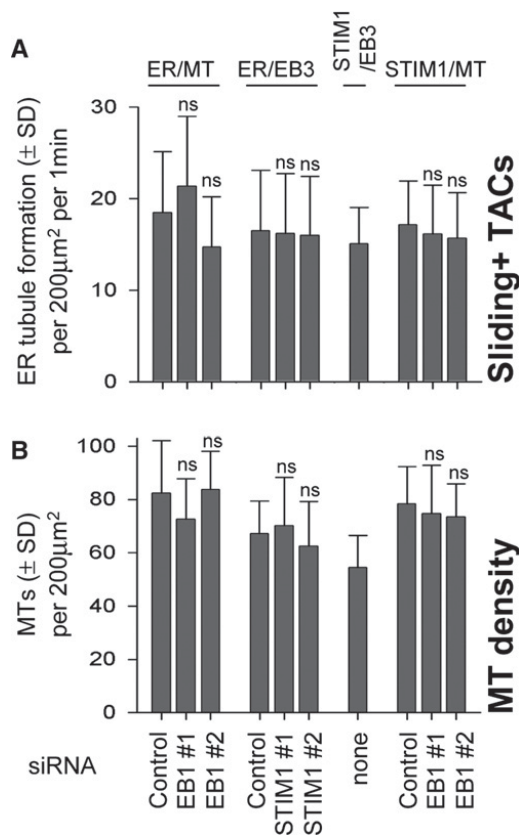 A
ER/MT
ER/EB3
STIM1
/EB3
STIM1/MT
ER tubule formation (± SD)
per 200µm² per 1min
30
20
10
0
ns
ns
ns
ns
ns
ns
Sliding+ TACs
B
MTs (± SD)
per 200µm²
100
80
60
40
20
0
ns
ns
ns
ns
ns
ns
MT density
siRNA
Control
EB1 #1
EB1 #2
Control
STIM1 #1
STIM1 #2
none
Control
EB1 #1
EB1 #2